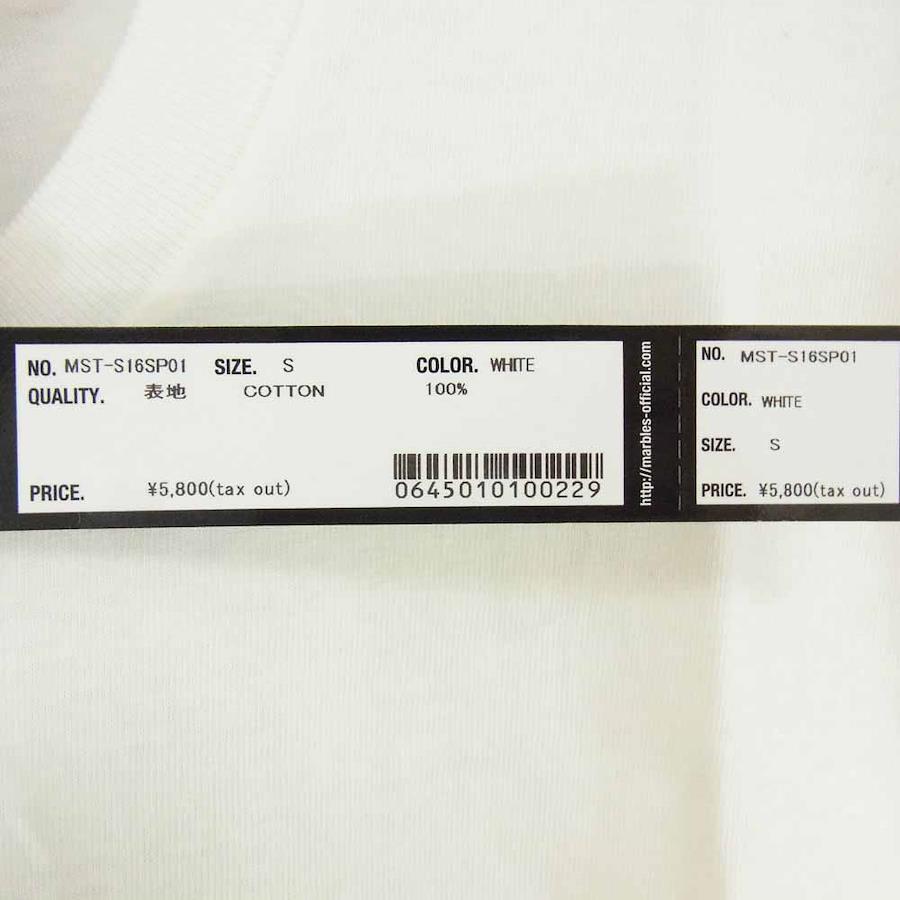 NO. MST-S16SP01 SIZE. S COLOR. WHITE
QUALITY. 表地 COTTON 100%
PRICE. ¥5,800(tax out)
0645010100229
http://marbles-official.com
NO. MST-S16SP01
COLOR. WHITE
SIZE. S
PRICE. ¥5,800(tax out)